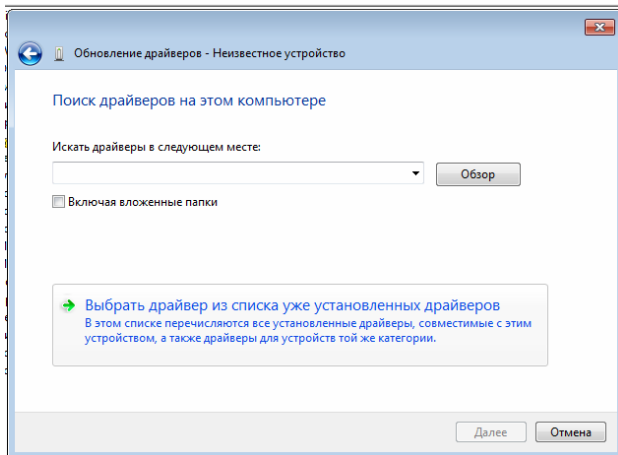 Обновление драйверов - Неизвестное устройство
Поиск драйверов на этом компьютере
Искать драйверы в следующем месте:
Обзор
Включая вложенные папки
Выбрать драйвер из списка уже установленных драйверов
В этом списке перечисляются все установленные драйверы, совместимые с этим
устройством, а также драйверы для устройств той же категории.
Далее
Отмена